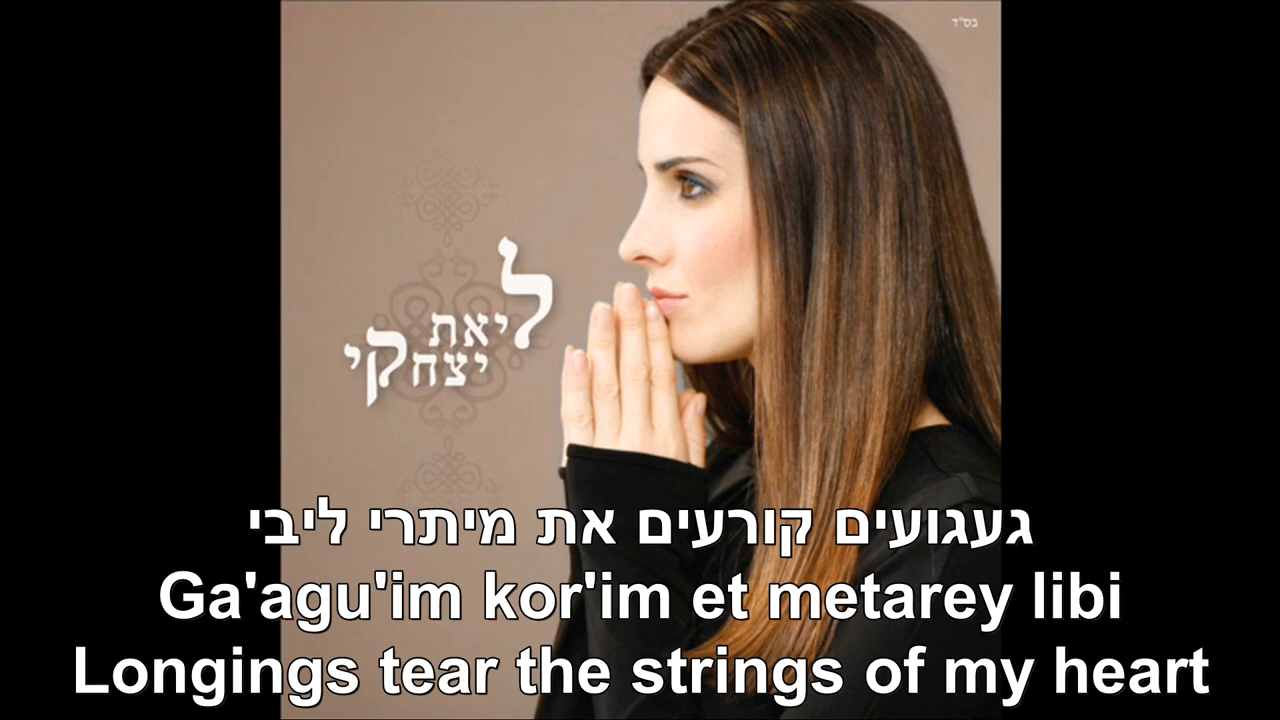 בס"ד
ליאת
יצחקי
געגועים קורעים את מיתרי ליבי
Ga'agu'im kor'im et metarey libi
Longings tear the strings of my heart